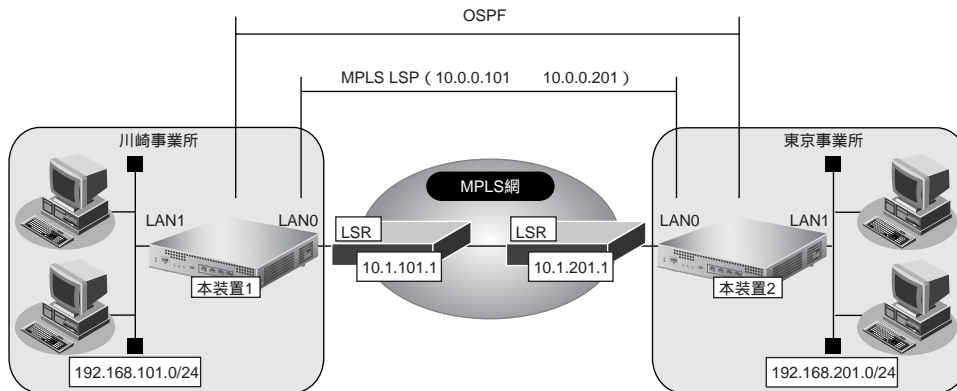 OSPF
MPLS LSP ( 10.0.0.101 10.0.0.201 )
川崎事業所
東京事業所
MPLS網
LAN1
LAN0
LAN0
LAN1
LSR
LSR
10.1.101.1
10.1.201.1
本装置1
本装置2
192.168.101.0/24
192.168.201.0/24